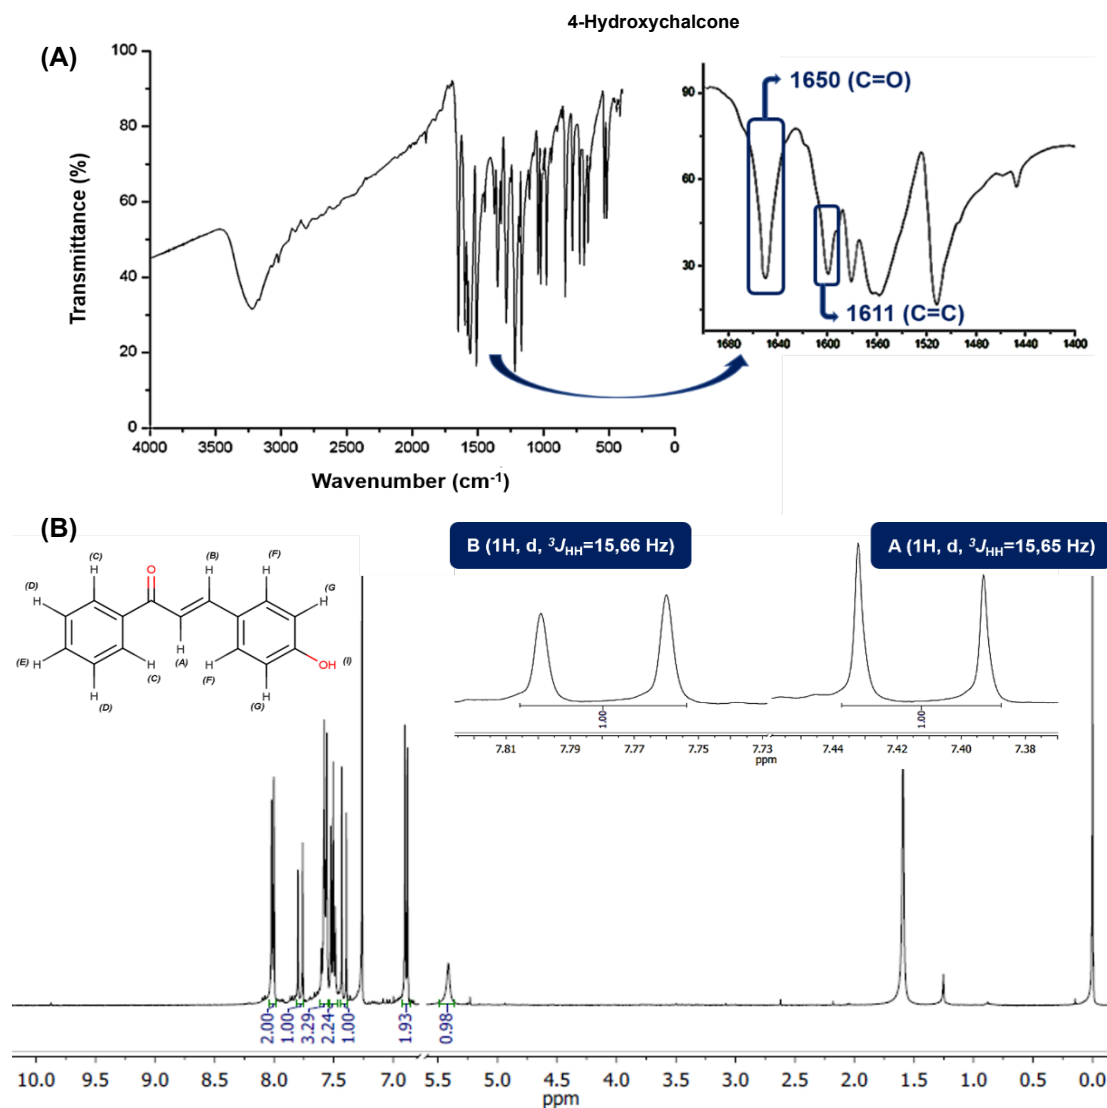 4-Hydroxychalcone
(A)
100
80
60
40
20
0
Transmittance (%)
4000 3500 3000 2500 2000 1500 1000 500 0
Wavenumber (cm⁻¹)
90
60
30
1650 (C=O)
1611 (C=C)
1680 1640 1600 1560 1520 1480 1440 1400
(B)
B (1H, d, ³J_HH=15,66 Hz)
A (1H, d, ³J_HH=15,65 Hz)
(C) O (B) (F)
H H H
(D) (G)
H H
(E) H H (A) H OH (I)
H (C) (F) H
(D) (G)
1.00
7.81 7.79 7.77 7.75 7.73
1.00
7.43 7.42 7.40 7.38
ppm
2.00
1.00
3.29
2.24
1.00
1.93
0.98
10.0 9.5 9.0 8.5 8.0 7.5 7.0 5.5 5.0 4.5 4.0 3.5 3.0 2.5 2.0 1.5 1.0 0.5 0.0
ppm ppm